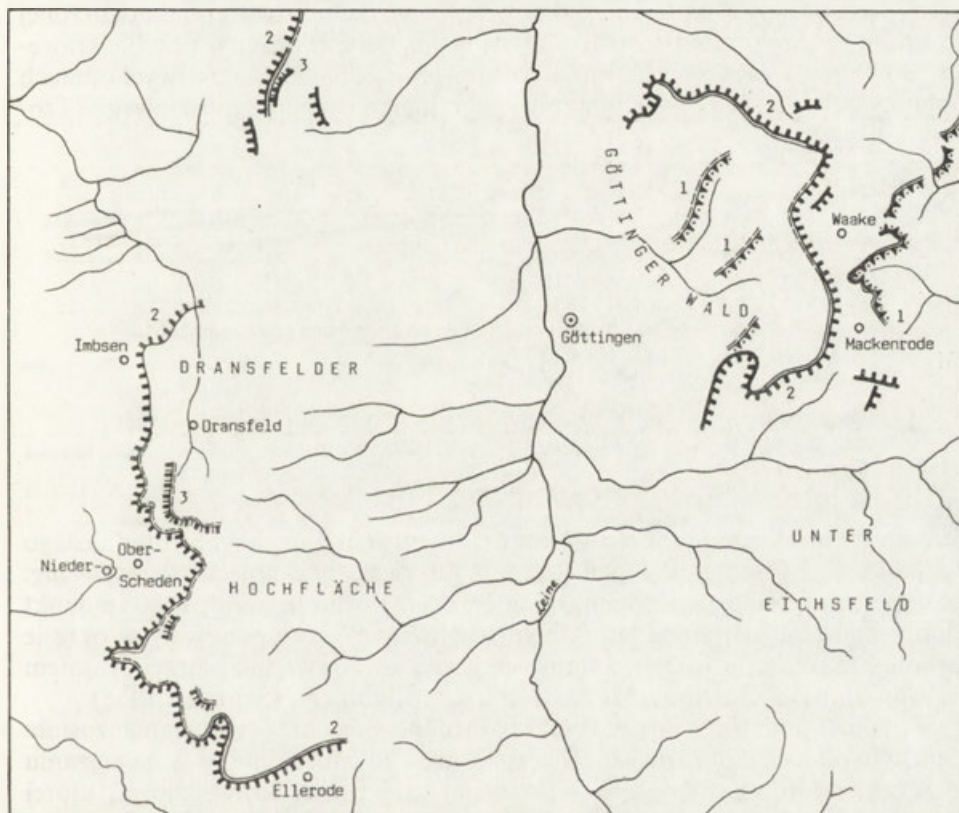 2
3
2
GÖTTINGER WALD
1
Waake
1
1
2
Imbsen
Göttingen
Mackenrode
DRANSFELDER
2
Dransfeld
3
Ober-
Nieder-
Scheden
UNTER
HOCHFLÄCHE
Leine
EICHSFELD
2
Ellerode